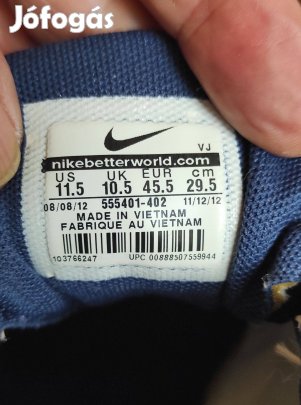 Jófogás
VJ
nikebetterworld.com
US UK EUR cm
11.5 10.5 45.5 29.5
08/08/12 555401-402 11/12/12
MADE IN VIETNAM
FABRIQUE AU VIETNAM
103766247 UPC 00888507559944